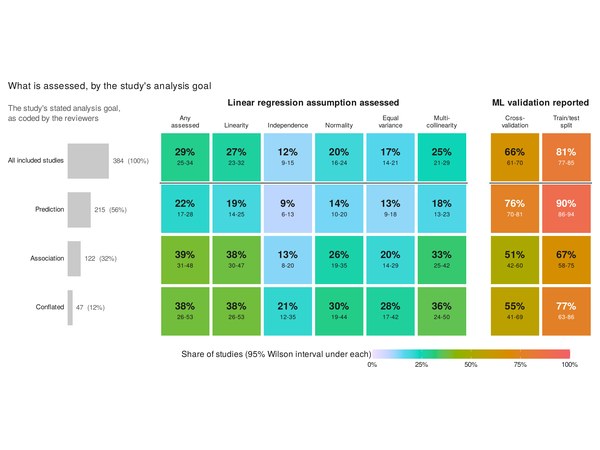 What is assessed, by the study's analysis goal
The study's stated analysis goal,
as coded by the reviewers
Linear regression assumption assessed
ML validation reported
Any assessed
Linearity
Independence
Normality
Equal variance
Multi-collinearity
Cross-validation
Train/test split
All included studies 384 (100%)
29% 27% 12% 20% 17% 25% 66% 81%
25-34 23-32 9-15 16-24 14-21 21-29 61-70 77-85
Prediction 215 (56%)
22% 19% 9% 14% 13% 18% 76% 90%
17-28 14-25 6-13 10-20 9-18 13-23 70-81 86-94
Association 122 (32%)
39% 38% 13% 26% 20% 33% 51% 67%
31-48 30-47 8-20 19-35 14-29 25-42 42-60 58-75
Conflated 47 (12%)
38% 38% 21% 30% 28% 36% 55% 77%
26-53 26-53 12-35 19-44 17-42 24-50 41-69 63-86
Share of studies (95% Wilson interval under each)
0% 25% 50% 75% 100%